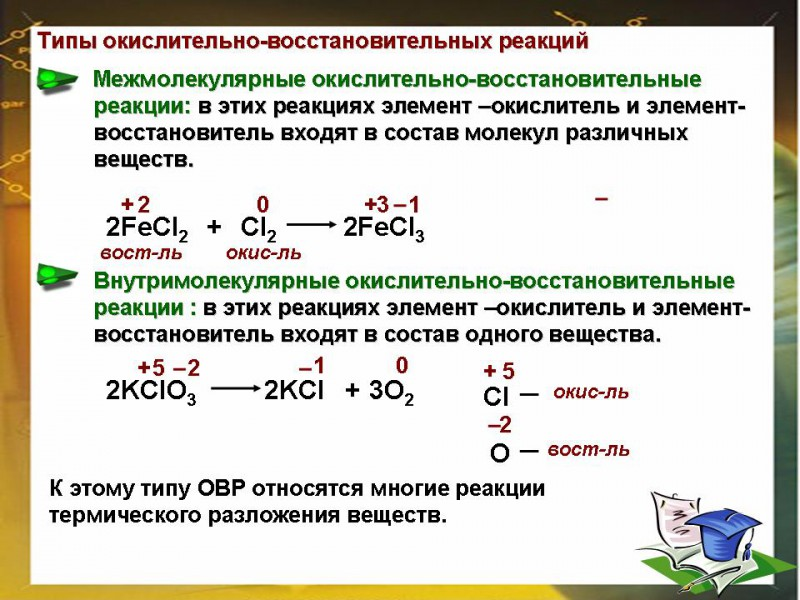 Типы окислительно-восстановительных реакций
Межмолекулярные окислительно-восстановительные
реакции: в этих реакциях элемент –окислитель и элемент-
восстановитель входят в состав молекул различных
веществ.
+ 2 0 +3 – 1 –
2FeCl₂ + Cl₂ → 2FeCl₃
вост-ль окис-ль
Внутримолекулярные окислительно-восстановительные
реакции : в этих реакциях элемент –окислитель и элемент-
восстановитель входят в состав одного вещества.
+5 –2 –1 0
2KClO₃ → 2KCl + 3O₂
+ 5
Cl — окис-ль
–2
O — вост-ль
К этому типу ОВР относятся многие реакции
термического разложения веществ.